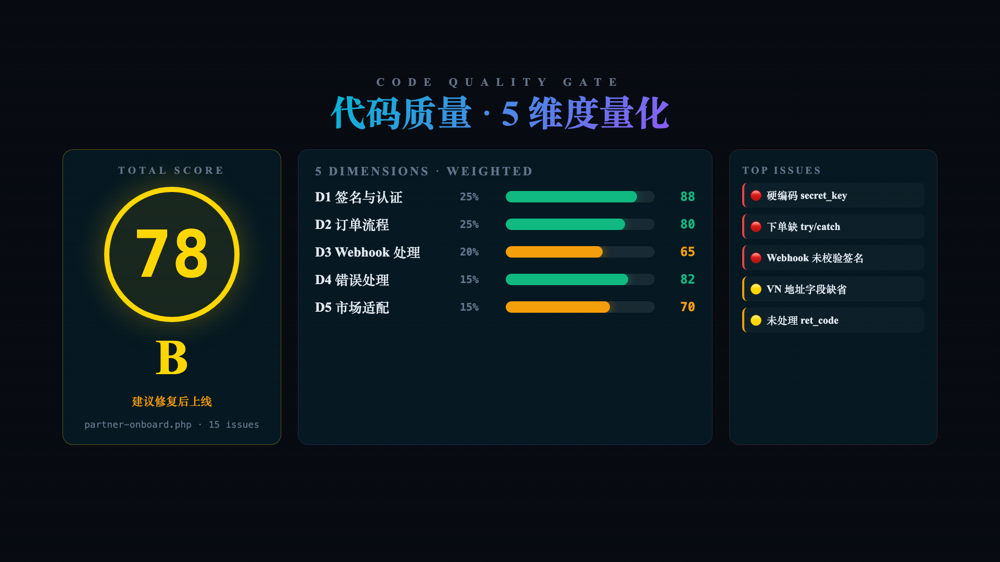 CODE QUALITY GATE
代码质量 · 5 维度量化
TOTAL SCORE
78
B
建议修复后上线
partner-onboard.php · 15 issues
5 DIMENSIONS · WEIGHTED
D1 签名与认证 25% 88
D2 订单流程 25% 80
D3 Webhook 处理 20% 65
D4 错误处理 15% 82
D5 市场适配 15% 70
TOP ISSUES
硬编码 secret_key
下单缺 try/catch
Webhook 未校验签名
VN 地址字段缺省
未处理 ret_code